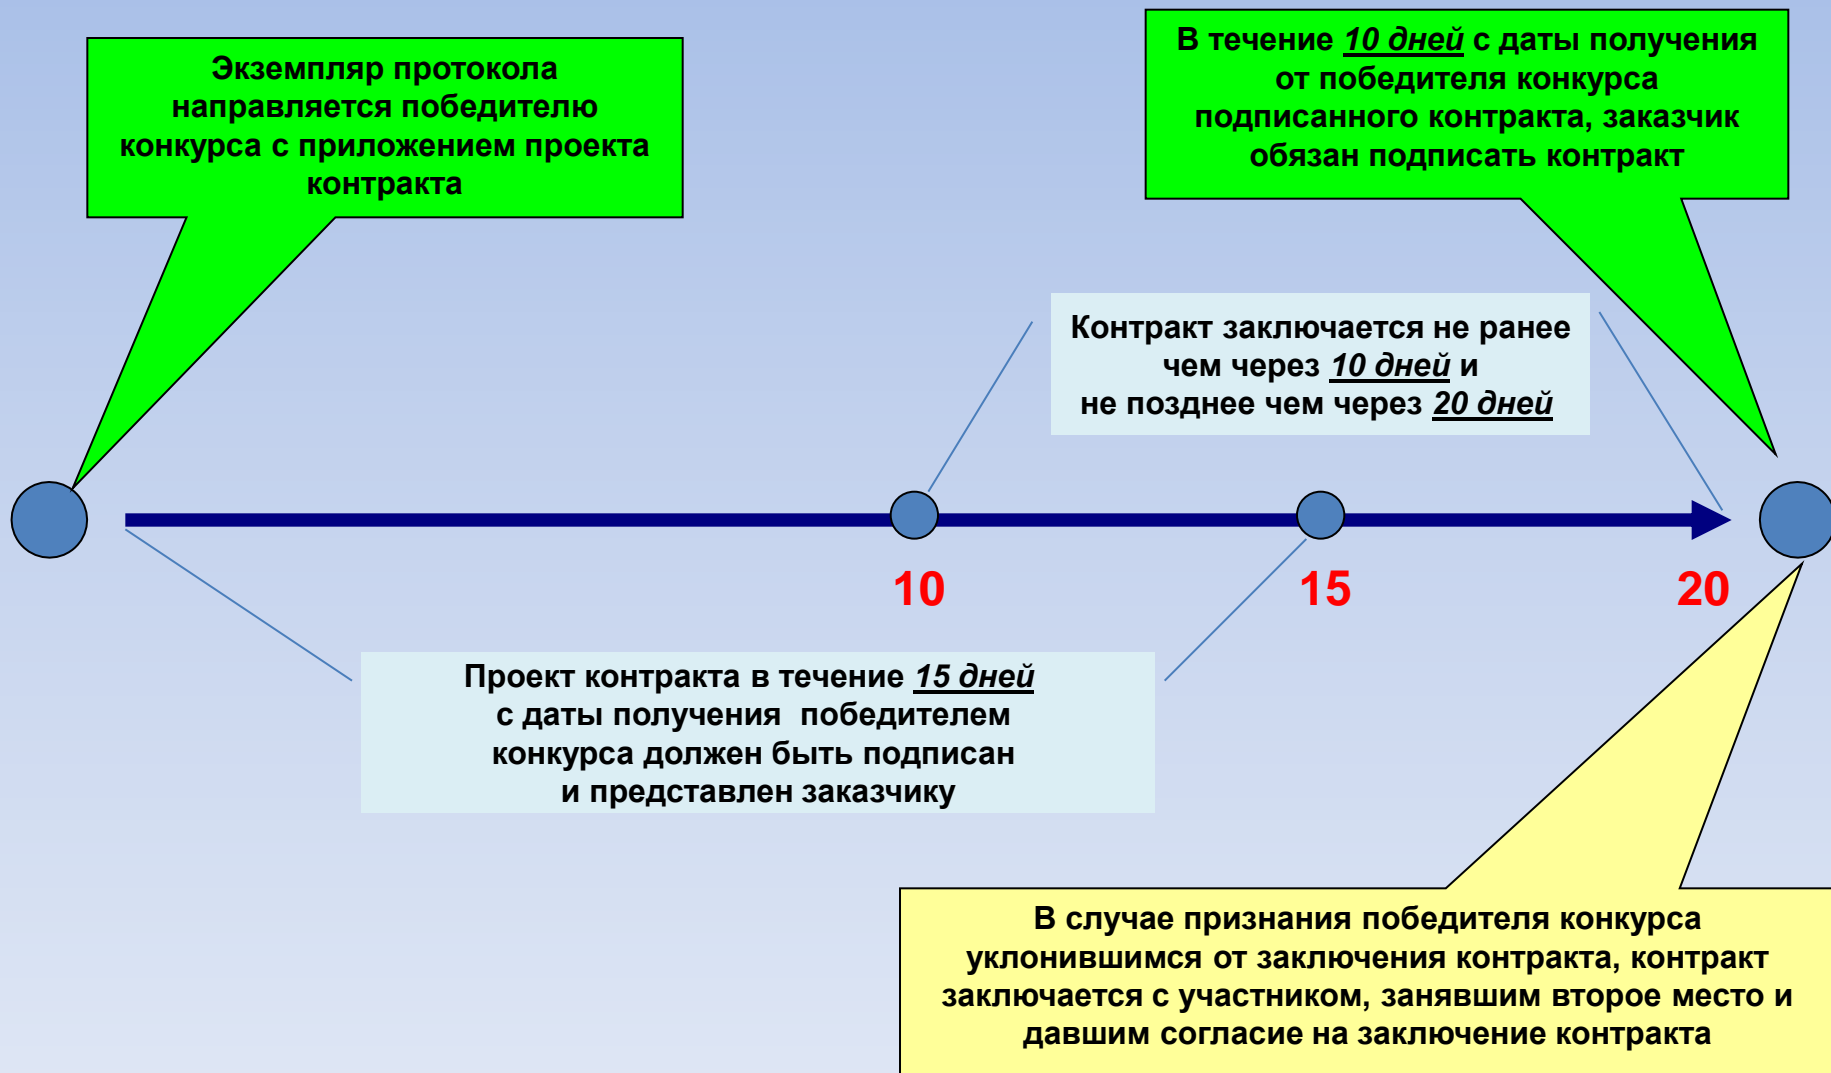 Экземпляр протокола
направляется победителю
конкурса с приложением проекта
контракта
В течение 10 дней с даты получения
от победителя конкурса
подписанного контракта, заказчик
обязан подписать контракт
Контракт заключается не ранее
чем через 10 дней и
не позднее чем через 20 дней
10
15
20
Проект контракта в течение 15 дней
с даты получения победителем
конкурса должен быть подписан
и представлен заказчику
В случае признания победителя конкурса
уклонившимся от заключения контракта, контракт
заключается с участником, занявшим второе место и
давшим согласие на заключение контракта